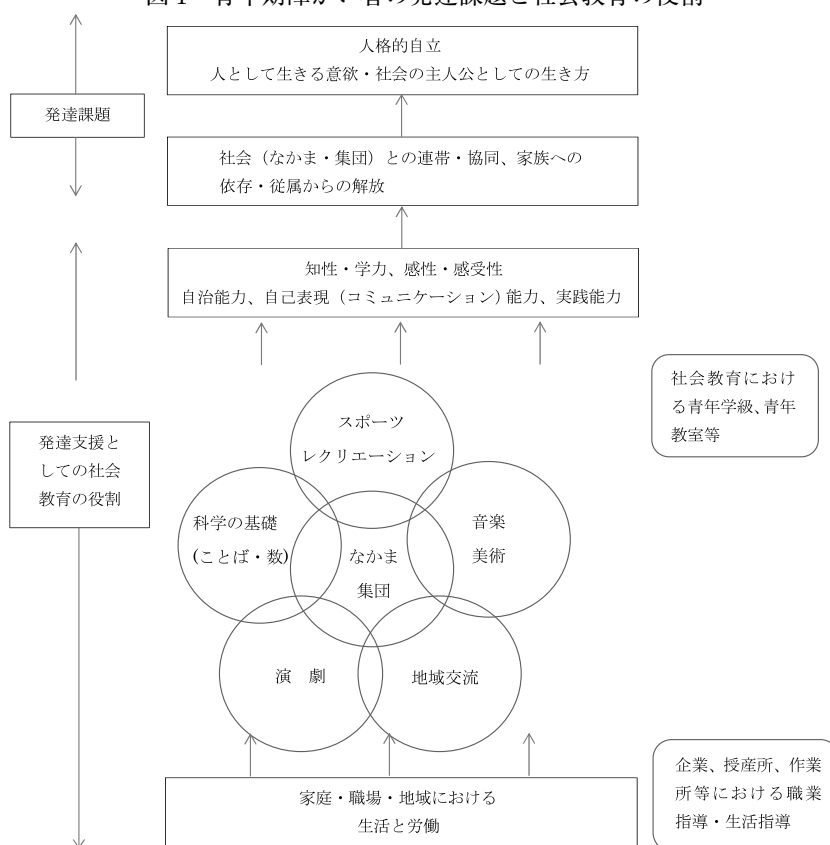 図1 青年期障がい者の発達課題と社会教育の役割
人格的自立
人として生きる意欲・社会の主人公としての生き方
発達課題
社会（なかま・集団）との連帯・協同、家族への
依存・従属からの解放
知性・学力、感性・感受性
自治能力、自己表現（コミュニケーション）能力、実践能力
社会教育におけ
る青年学級、青年
教室等
スポーツ
レクリエーション
発達支援と
しての社会
教育の役割
科学の基礎
(ことば・数)
音楽
美術
なかま
集団
演　劇
地域交流
家庭・職場・地域における
生活と労働
企業、授産所、作業
所等における職業
指導・生活指導